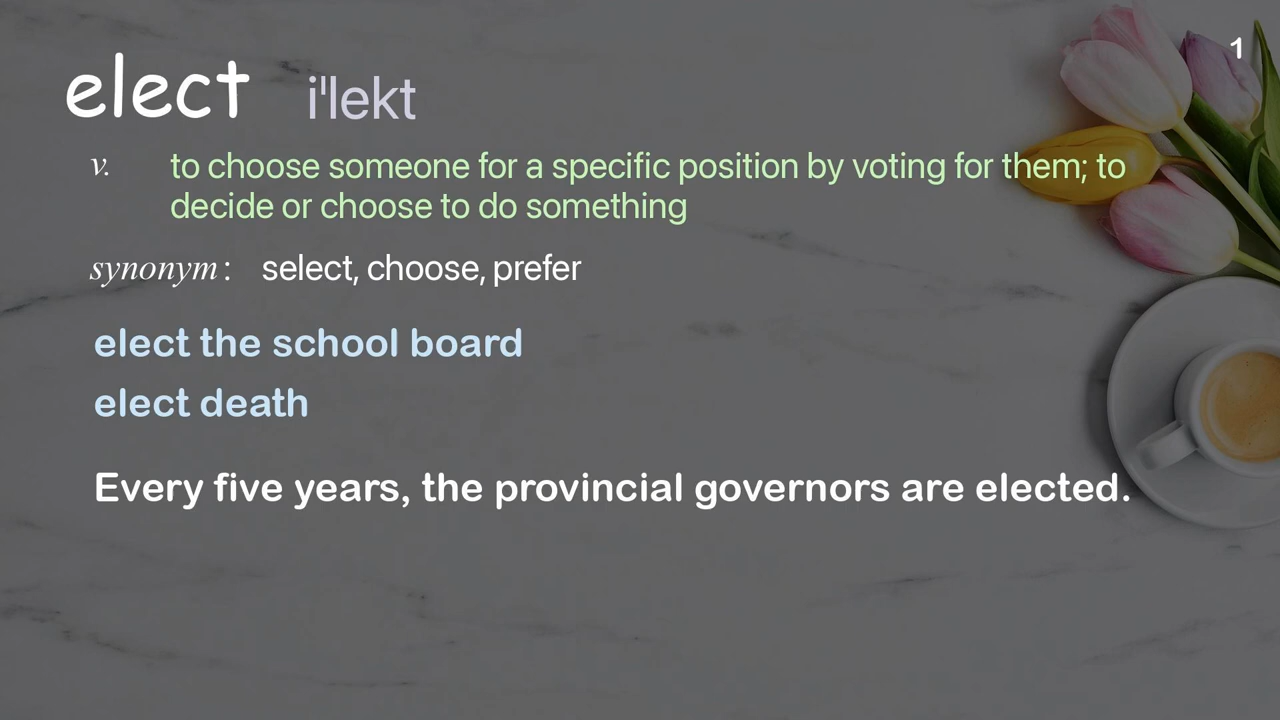 1
elect iˈlekt
v. to choose someone for a specific position by voting for them; to
decide or choose to do something
synonym : select, choose, prefer
elect the school board
elect death
Every five years, the provincial governors are elected.